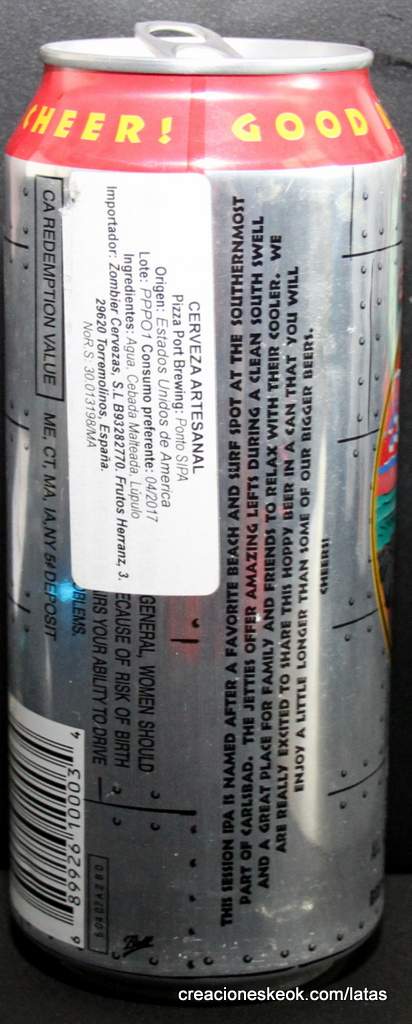 CHEER! GOOD
CA REDEMPTION VALUE
ME, CT, MA, IA, NY 5¢ DEPOSIT
CERVEZA ARTESANAL
Pizza Port Brewing: Ponto SIPA
Origen: Estados Unidos de America
Lote: PPPO1 Consumo preferente: 04/2017
Ingredientes: Agua, Cebada Malteada, Lúpulo
Importador: Zombier Cervezas, S.L B93282770. Frutos Herranz, 3.
29620 Torremolinos, España.
NoR S: 30.013198/MA
GENERAL, WOMEN SHOULD
ECAUSE OF RISK OF BIRTH
IRS YOUR ABILITY TO DRIVE
OBLEMS.
THIS SESSION IPA IS NAMED AFTER A FAVORITE BEACH AND SURF SPOT AT THE SOUTHERNMOST
PART OF CARLSBAD. THE JETTIES OFFER AMAZING LEFTS DURING A CLEAN SOUTH SWELL
AND A GREAT PLACE FOR FAMILY AND FRIENDS TO RELAX WITH THEIR COOLER. WE
ARE REALLY EXCITED TO SHARE THIS HOPPY BEER IN A CAN THAT YOU WILL
ENJOY A LITTLE LONGER THAN SOME OF OUR BIGGER BEERS.
CHEERS!
Ball
creacioneskeok.com/latas